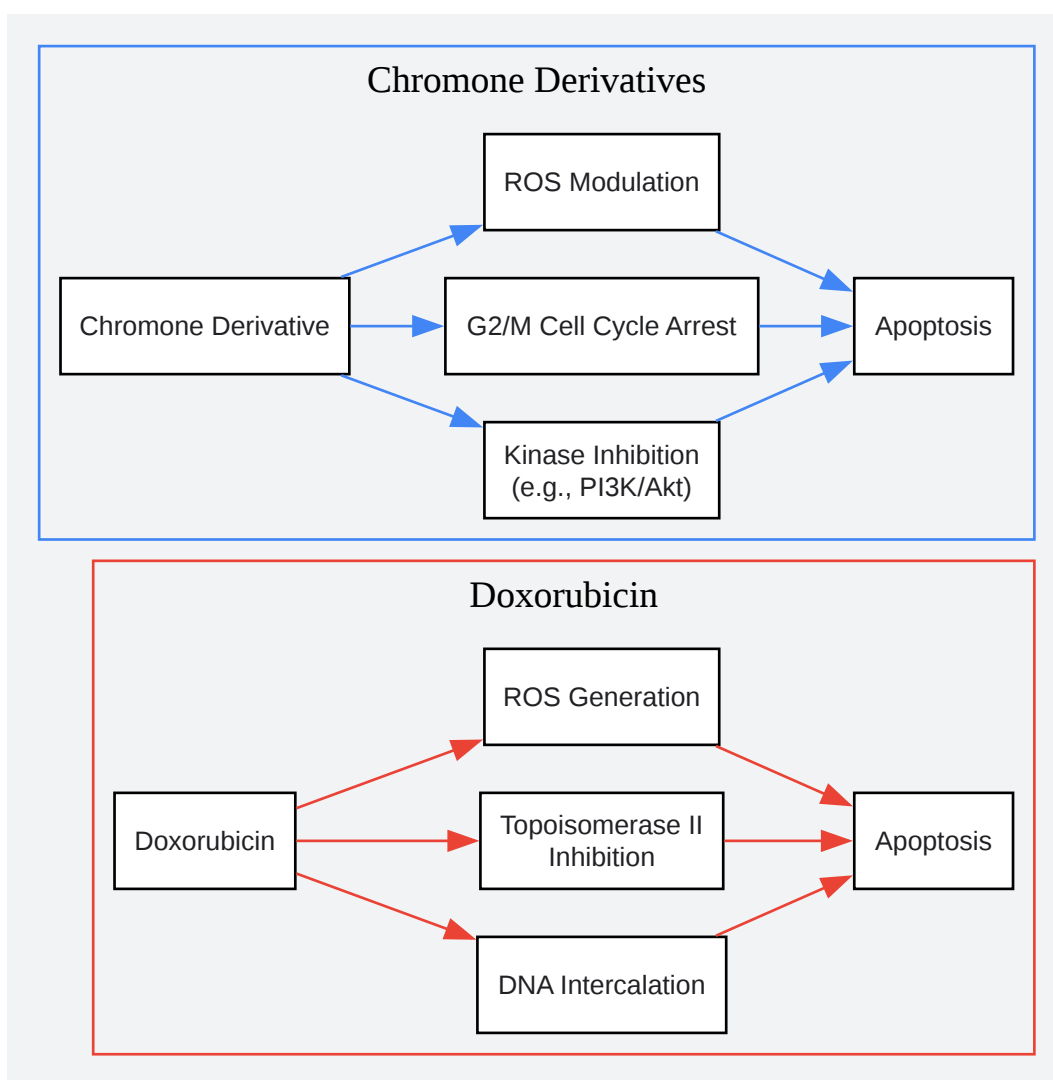 Chromone Derivatives
ROS Modulation
Chromone Derivative
G2/M Cell Cycle Arrest
Apoptosis
Kinase Inhibition
(e.g., PI3K/Akt)
Doxorubicin
ROS Generation
Doxorubicin
Topoisomerase II
Inhibition
Apoptosis
DNA Intercalation